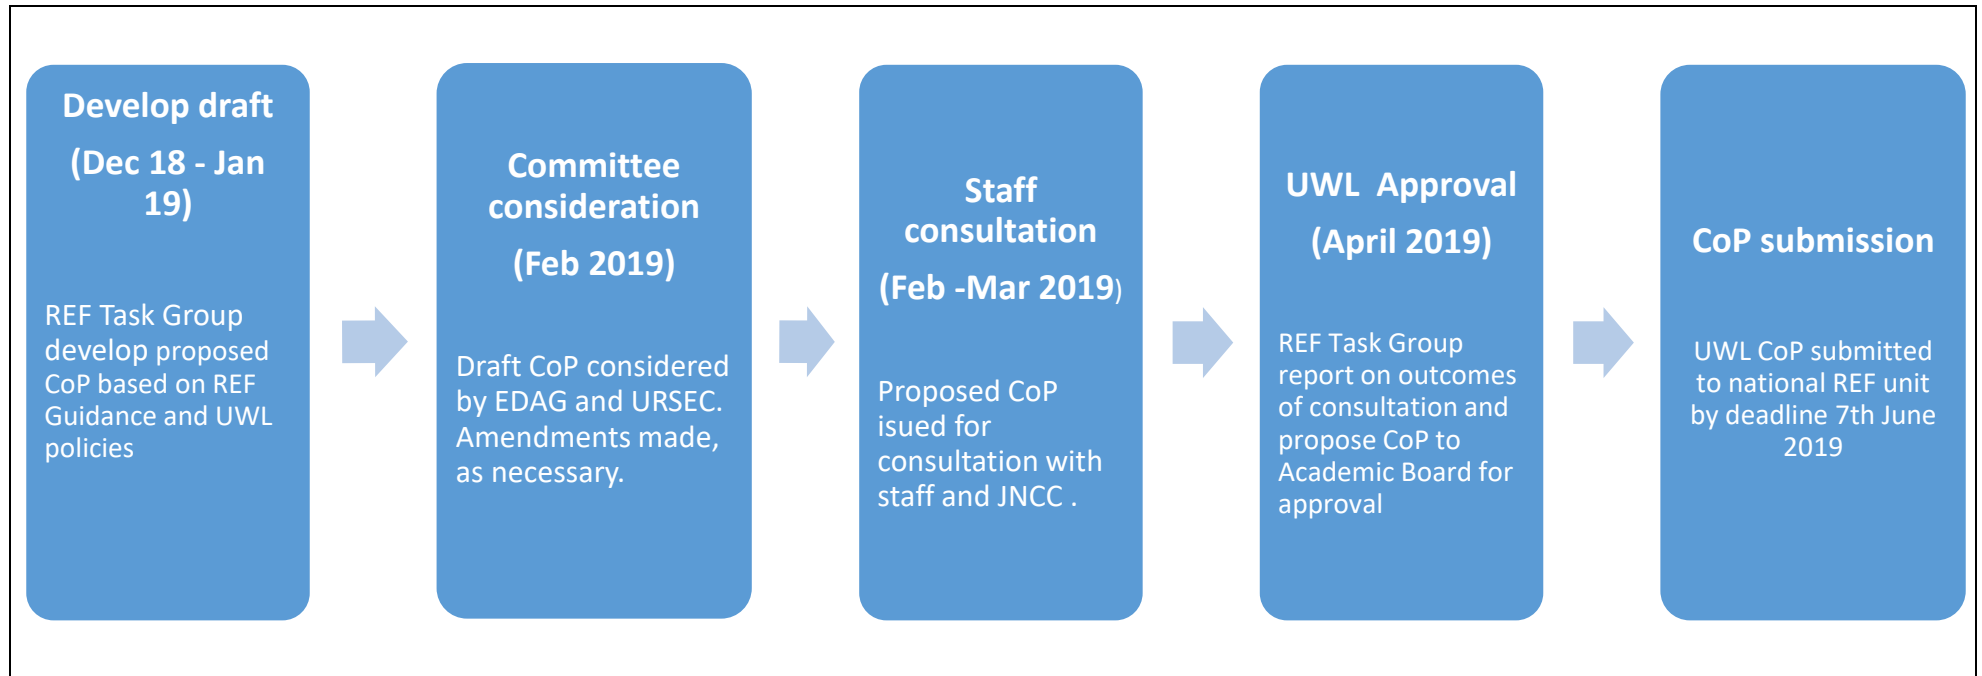 Develop draft
(Dec 18 - Jan
19)
REF Task Group
develop proposed
CoP based on REF
Guidance and UWL
policies
Committee
consideration
(Feb 2019)
Draft CoP considered
by EDAG and URSEC.
Amendments made,
as necessary.
Staff
consultation
(Feb -Mar 2019)
Proposed CoP
isued for
consultation with
staff and JNCC .
UWL  Approval
(April 2019)
REF Task Group
report on outcomes
of consultation and
propose CoP to
Academic Board for
approval
CoP submission
UWL CoP submitted
to national REF unit
by deadline 7th June
2019